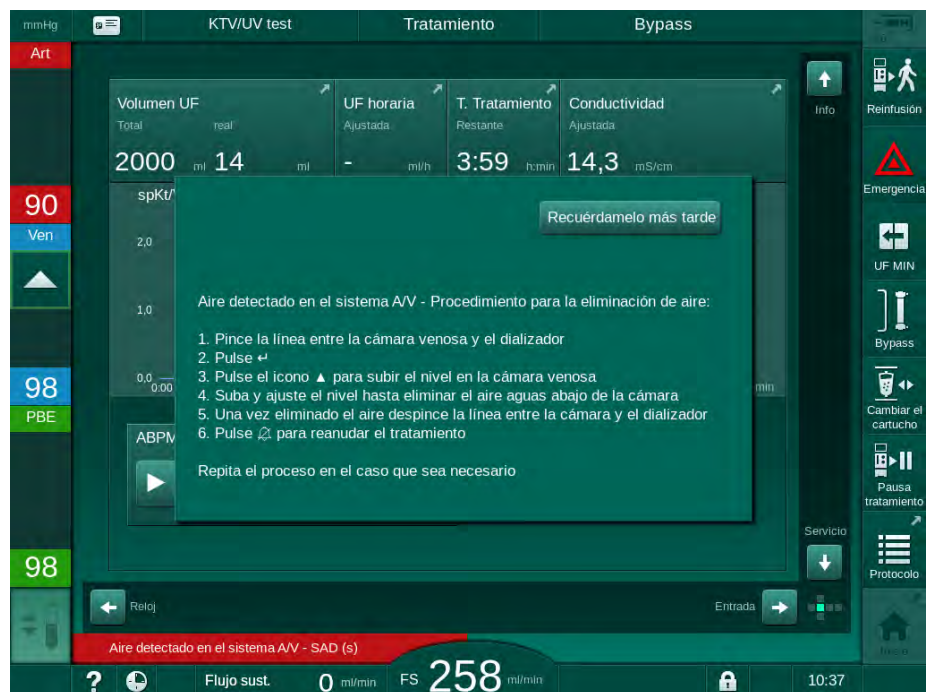 mmHg
KTV/UV test
Tratamiento
Bypass
Art
90
Ven
98
PBE
98
Volumen UF
Total
real
2000 ml 14 ml
UF horaria
Ajustada
- ml/h
T. Tratamiento
Restante
3:59 h:min
Conductividad
Ajustada
14,3 mS/cm
spKt/
2,0
1,0
0,0
0:00
min
Recuérdamelo más tarde
Aire detectado en el sistema A/V - Procedimiento para la eliminación de aire:
1. Pince la línea entre la cámara venosa y el dializador
2. Pulse ↵
3. Pulse el icono ▲ para subir el nivel en la cámara venosa
4. Suba y ajuste el nivel hasta eliminar el aire aguas abajo de la cámara
5. Una vez eliminado el aire despince la línea entre la cámara y el dializador
6. Pulse 🔕 para reanudar el tratamiento
Repita el proceso en el caso que sea necesario
ABPM
Info
Servicio
Reloj
Entrada
Reinfusión
Emergencia
UF MIN
Bypass
Cambiar el
cartucho
Pausa
tratamiento
Protocolo
Aire detectado en el sistema A/V - SAD (s)
? Flujo sust. 0 ml/min FS 258 ml/min 10:37